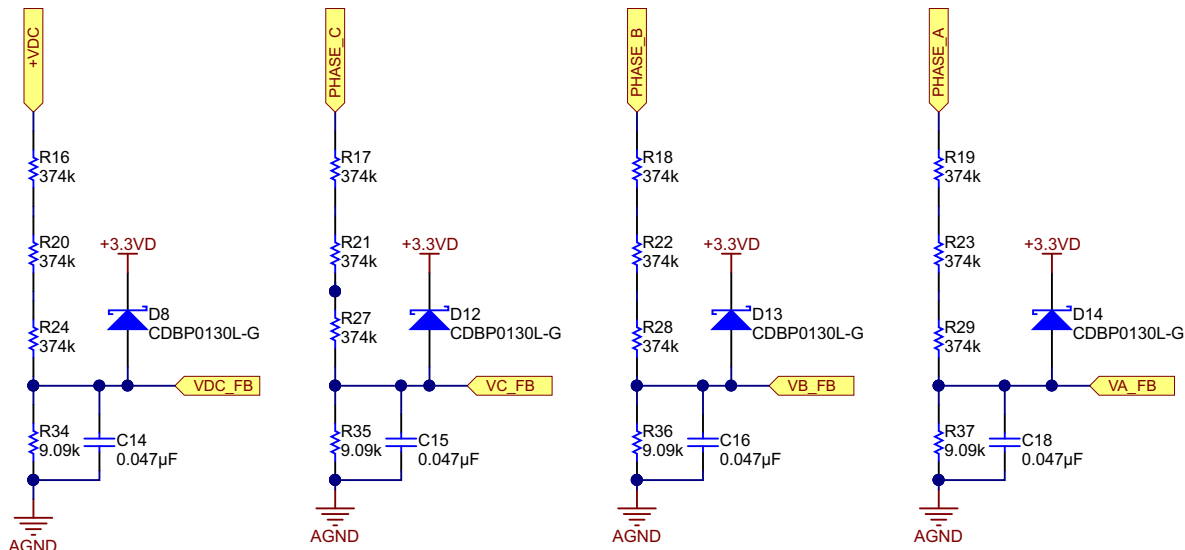 +VDC
R16
374k
R20
374k
+3.3VD
R24
374k
D8
CDBP0130L-G
VDC_FB
R34
9.09k
C14
0.047µF
AGND
PHASE_C
R17
374k
R21
374k
+3.3VD
R27
374k
D12
CDBP0130L-G
VC_FB
R35
9.09k
C15
0.047µF
AGND
PHASE_B
R18
374k
R22
374k
+3.3VD
R28
374k
D13
CDBP0130L-G
VB_FB
R36
9.09k
C16
0.047µF
AGND
PHASE_A
R19
374k
R23
374k
+3.3VD
R29
374k
D14
CDBP0130L-G
VA_FB
R37
9.09k
C18
0.047µF
AGND